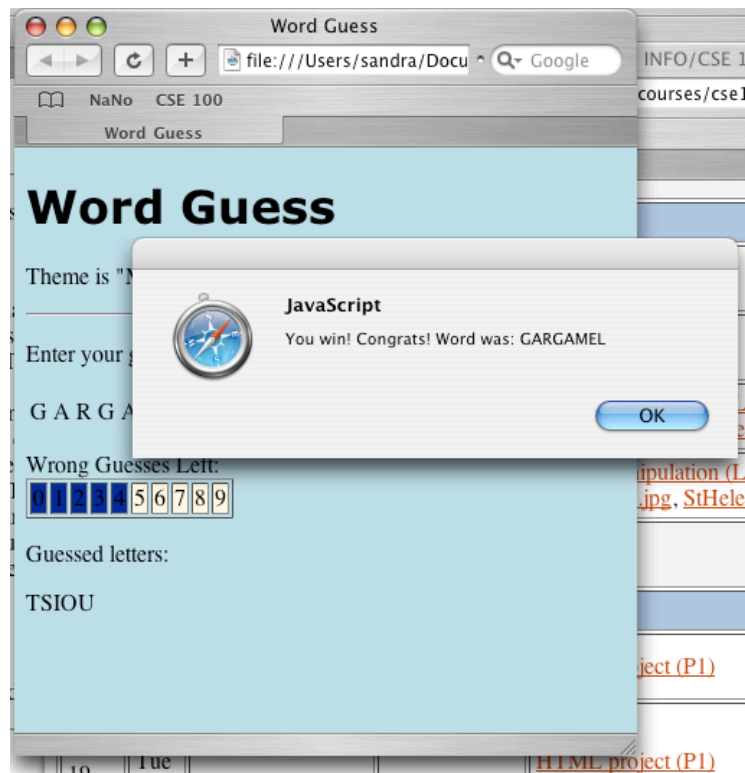 Word Guess
file:///Users/sandra/Docu
Google
INFO/CSE 1
NaNo CSE 100
courses/cse1
Word Guess
Word Guess
Theme is "
JavaScript
You win! Congrats! Word was: GARGAMEL
Enter your
G A R G A
OK
Wrong Guesses Left:
0 1 2 3 4 5 6 7 8 9
ipulation (L
.jpg, StHele
Guessed letters:
TSIOU
ject (P1)
19 Tue
HTML project (P1)